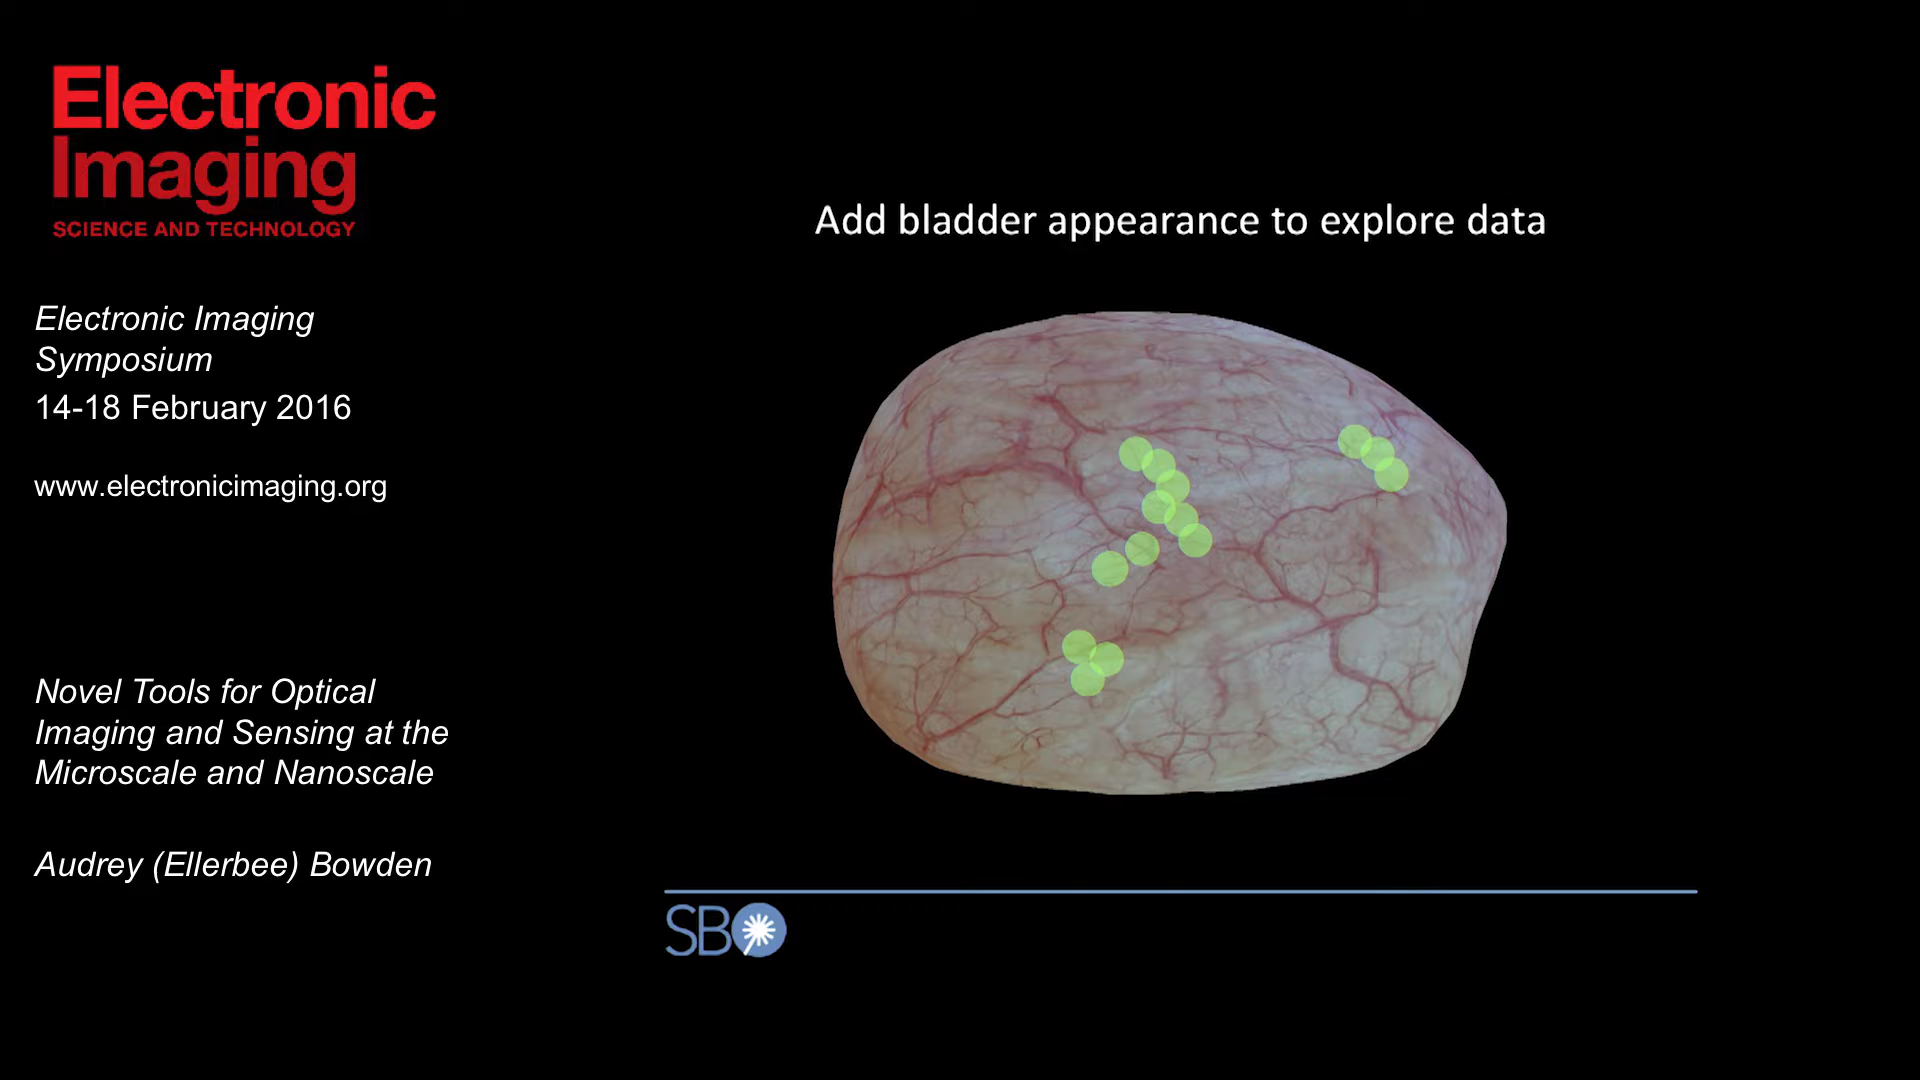 Electronic
Imaging
SCIENCE AND TECHNOLOGY
Electronic Imaging
Symposium
14-18 February 2016
www.electronicimaging.org
Novel Tools for Optical
Imaging and Sensing at the
Microscale and Nanoscale
Audrey (Ellerbee) Bowden
Add bladder appearance to explore data
SBO